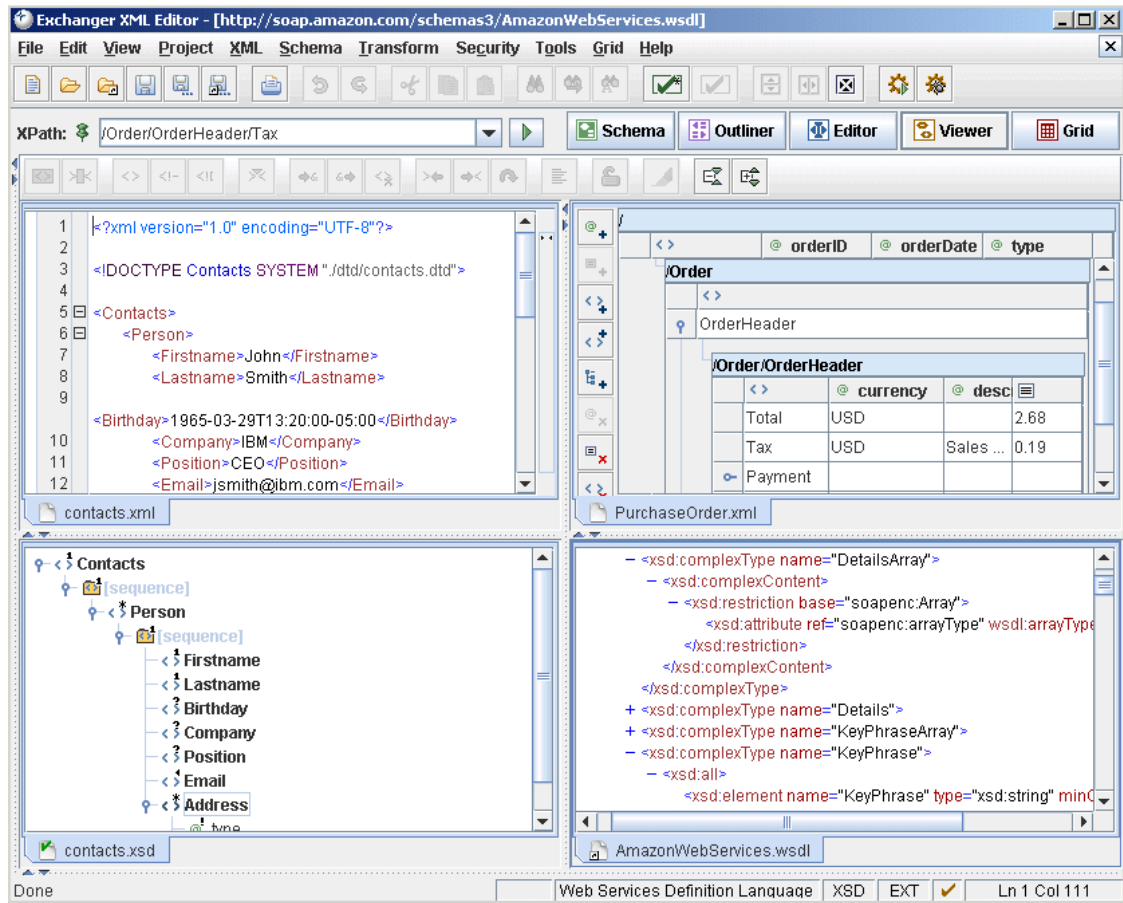 Exchanger XML Editor - [http://soap.amazon.com/schemas3/AmazonWebServices.wsdl]
File Edit View Project XML Schema Transform Security Tools Grid Help
XPath: /Order/OrderHeader/Tax
Schema Outliner Editor Viewer Grid
1 <?xml version="1.0" encoding="UTF-8"?>
2
3 <!DOCTYPE Contacts SYSTEM "./dtd/contacts.dtd">
4
5 <Contacts>
6 <Person>
7 <Firstname>John</Firstname>
8 <Lastname>Smith</Lastname>
9
<Birthday>1965-03-29T13:20:00-05:00</Birthday>
10 <Company>IBM</Company>
11 <Position>CEO</Position>
12 <Email>jsmith@ibm.com</Email>
contacts.xml
/
<> @ orderID @ orderDate @ type
/Order
<>
OrderHeader
/Order/OrderHeader
<> @ currency @ desc
Total USD 2.68
Tax USD Sales ... 0.19
Payment
PurchaseOrder.xml
Contacts
[sequence]
Person
[sequence]
Firstname
Lastname
Birthday
Company
Position
Email
Address
type
contacts.xsd
− <xsd:complexType name="DetailsArray">
− <xsd:complexContent>
− <xsd:restriction base="soapenc:Array">
<xsd:attribute ref="soapenc:arrayType" wsdl:arrayType
</xsd:restriction>
</xsd:complexContent>
</xsd:complexType>
+ <xsd:complexType name="Details">
+ <xsd:complexType name="KeyPhraseArray">
− <xsd:complexType name="KeyPhrase">
− <xsd:all>
<xsd:element name="KeyPhrase" type="xsd:string" minO
AmazonWebServices.wsdl
Done Web Services Definition Language XSD EXT Ln 1 Col 111